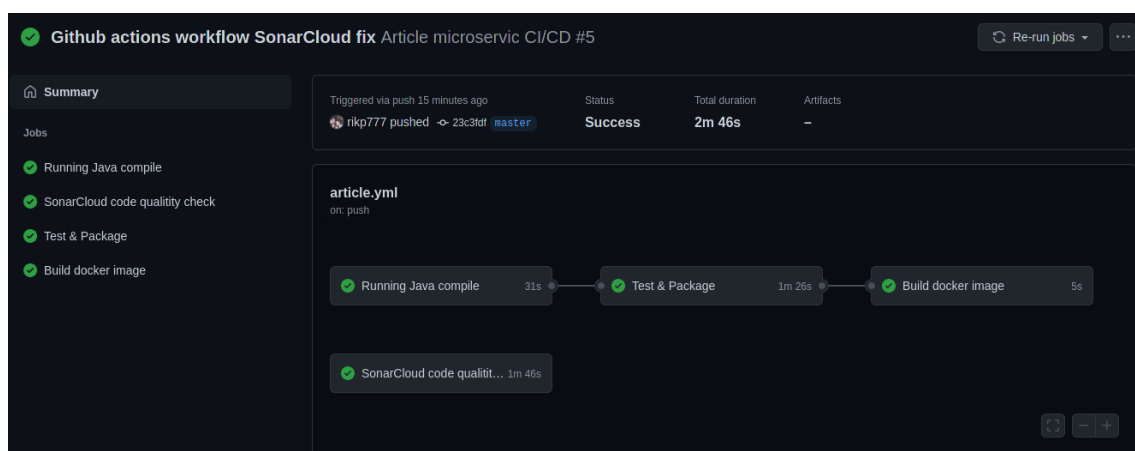 Github actions workflow SonarCloud fix Article microservic CI/CD #5
Re-run jobs
Summary
Jobs
Running Java compile
SonarCloud code qualitity check
Test & Package
Build docker image
Triggered via push 15 minutes ago
rikp777 pushed 23c3fdf master
Status
Success
Total duration
2m 46s
Artifacts
–
article.yml
on: push
Running Java compile 31s
Test & Package 1m 26s
Build docker image 5s
SonarCloud code qualitit... 1m 46s